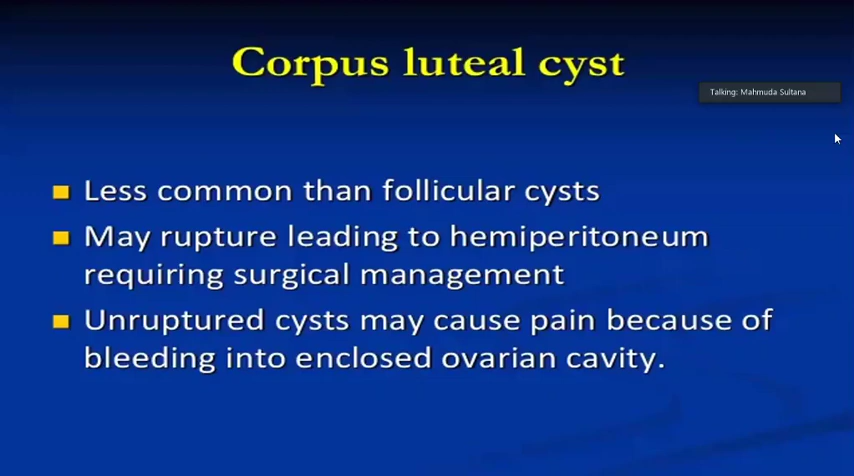 Corpus luteal cyst
Talking: Mahmuda Sultana
Less common than follicular cysts
May rupture leading to hemiperitoneum
requiring surgical management
Unruptured cysts may cause pain because of
bleeding into enclosed ovarian cavity.